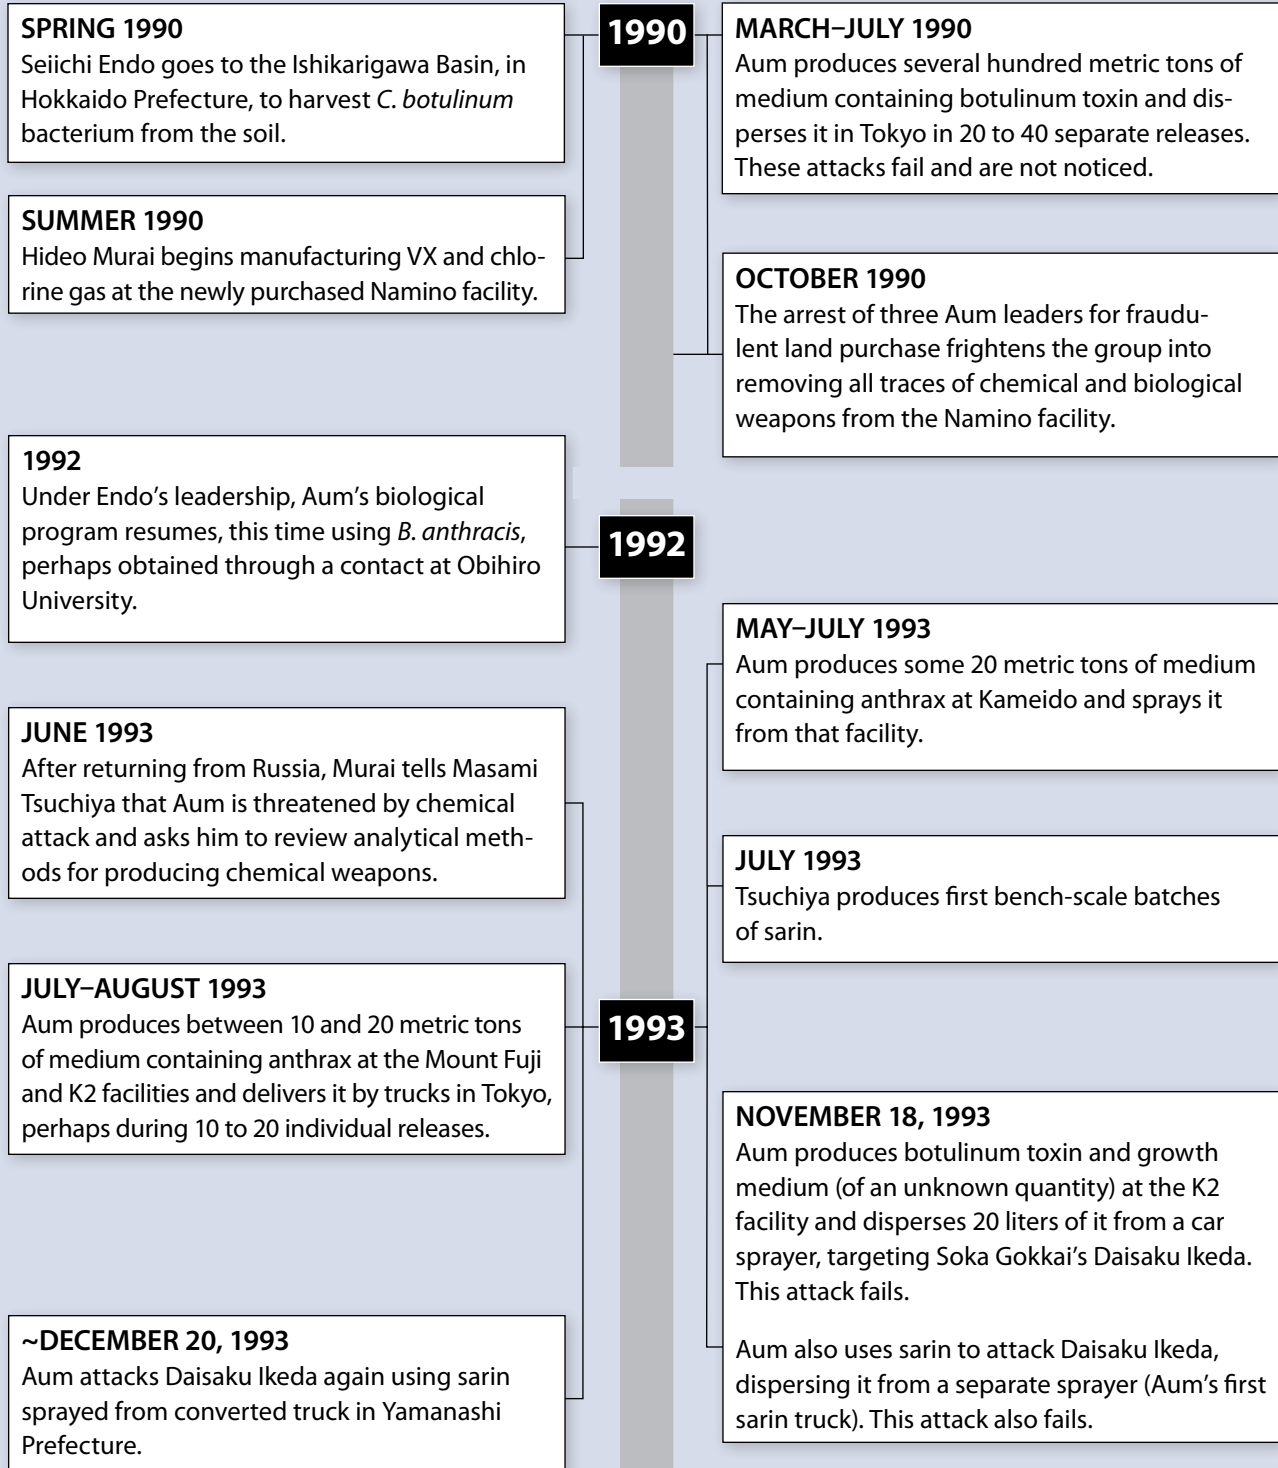 1990
SPRING 1990
Seiichi Endo goes to the Ishikarigawa Basin, in
Hokkaido Prefecture, to harvest C. botulinum
bacterium from the soil.
MARCH–JULY 1990
Aum produces several hundred metric tons of
medium containing botulinum toxin and dis-
perses it in Tokyo in 20 to 40 separate releases.
These attacks fail and are not noticed.
SUMMER 1990
Hideo Murai begins manufacturing VX and chlo-
rine gas at the newly purchased Namino facility.
OCTOBER 1990
The arrest of three Aum leaders for fraudu-
lent land purchase frightens the group into
removing all traces of chemical and biological
weapons from the Namino facility.
1992
1992
Under Endo’s leadership, Aum’s biological
program resumes, this time using B. anthracis,
perhaps obtained through a contact at Obihiro
University.
MAY–JULY 1993
Aum produces some 20 metric tons of medium
containing anthrax at Kameido and sprays it
from that facility.
JUNE 1993
After returning from Russia, Murai tells Masami
Tsuchiya that Aum is threatened by chemical
attack and asks him to review analytical meth-
ods for producing chemical weapons.
JULY 1993
Tsuchiya produces first bench-scale batches
of sarin.
1993
JULY–AUGUST 1993
Aum produces between 10 and 20 metric tons
of medium containing anthrax at the Mount Fuji
and K2 facilities and delivers it by trucks in Tokyo,
perhaps during 10 to 20 individual releases.
NOVEMBER 18, 1993
Aum produces botulinum toxin and growth
medium (of an unknown quantity) at the K2
facility and disperses 20 liters of it from a car
sprayer, targeting Soka Gokkai’s Daisaku Ikeda.
This attack fails.
Aum also uses sarin to attack Daisaku Ikeda,
dispersing it from a separate sprayer (Aum’s first
sarin truck). This attack also fails.
~DECEMBER 20, 1993
Aum attacks Daisaku Ikeda again using sarin
sprayed from converted truck in Yamanashi
Prefecture.